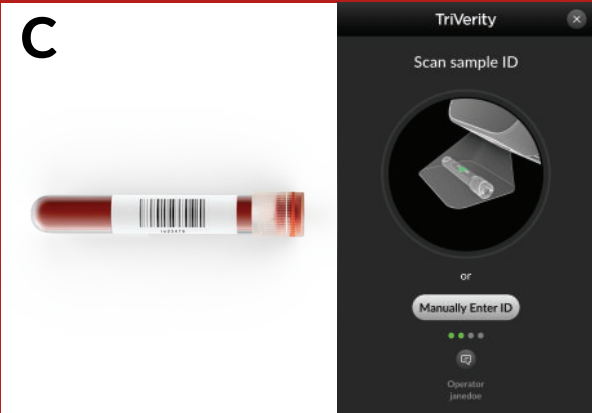 C
TriVerity
Scan sample ID
or
Manually Enter ID
Operator
janedoe